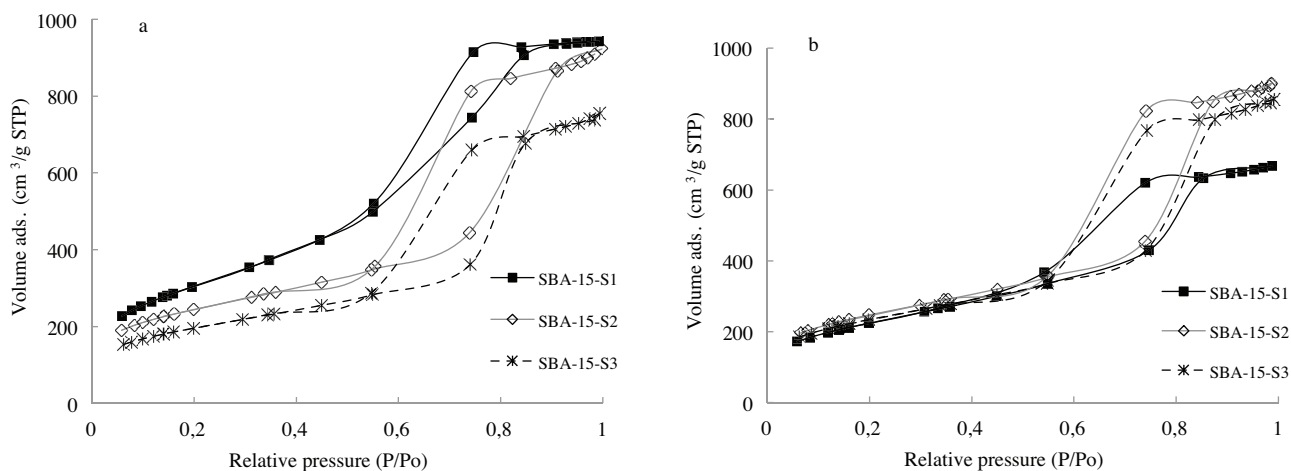 a
Volume ads. (cm ³/g STP)
1000
800
600
400
200
0
SBA-15-S1
SBA-15-S2
SBA-15-S3
0 0,2 0,4 0,6 0,8 1
Relative pressure (P/Po)
b
Volume ads. (cm ³/g STP)
1000
800
600
400
200
0
SBA-15-S1
SBA-15-S2
SBA-15-S3
0 0,2 0,4 0,6 0,8 1
Relative pressure (P/Po)